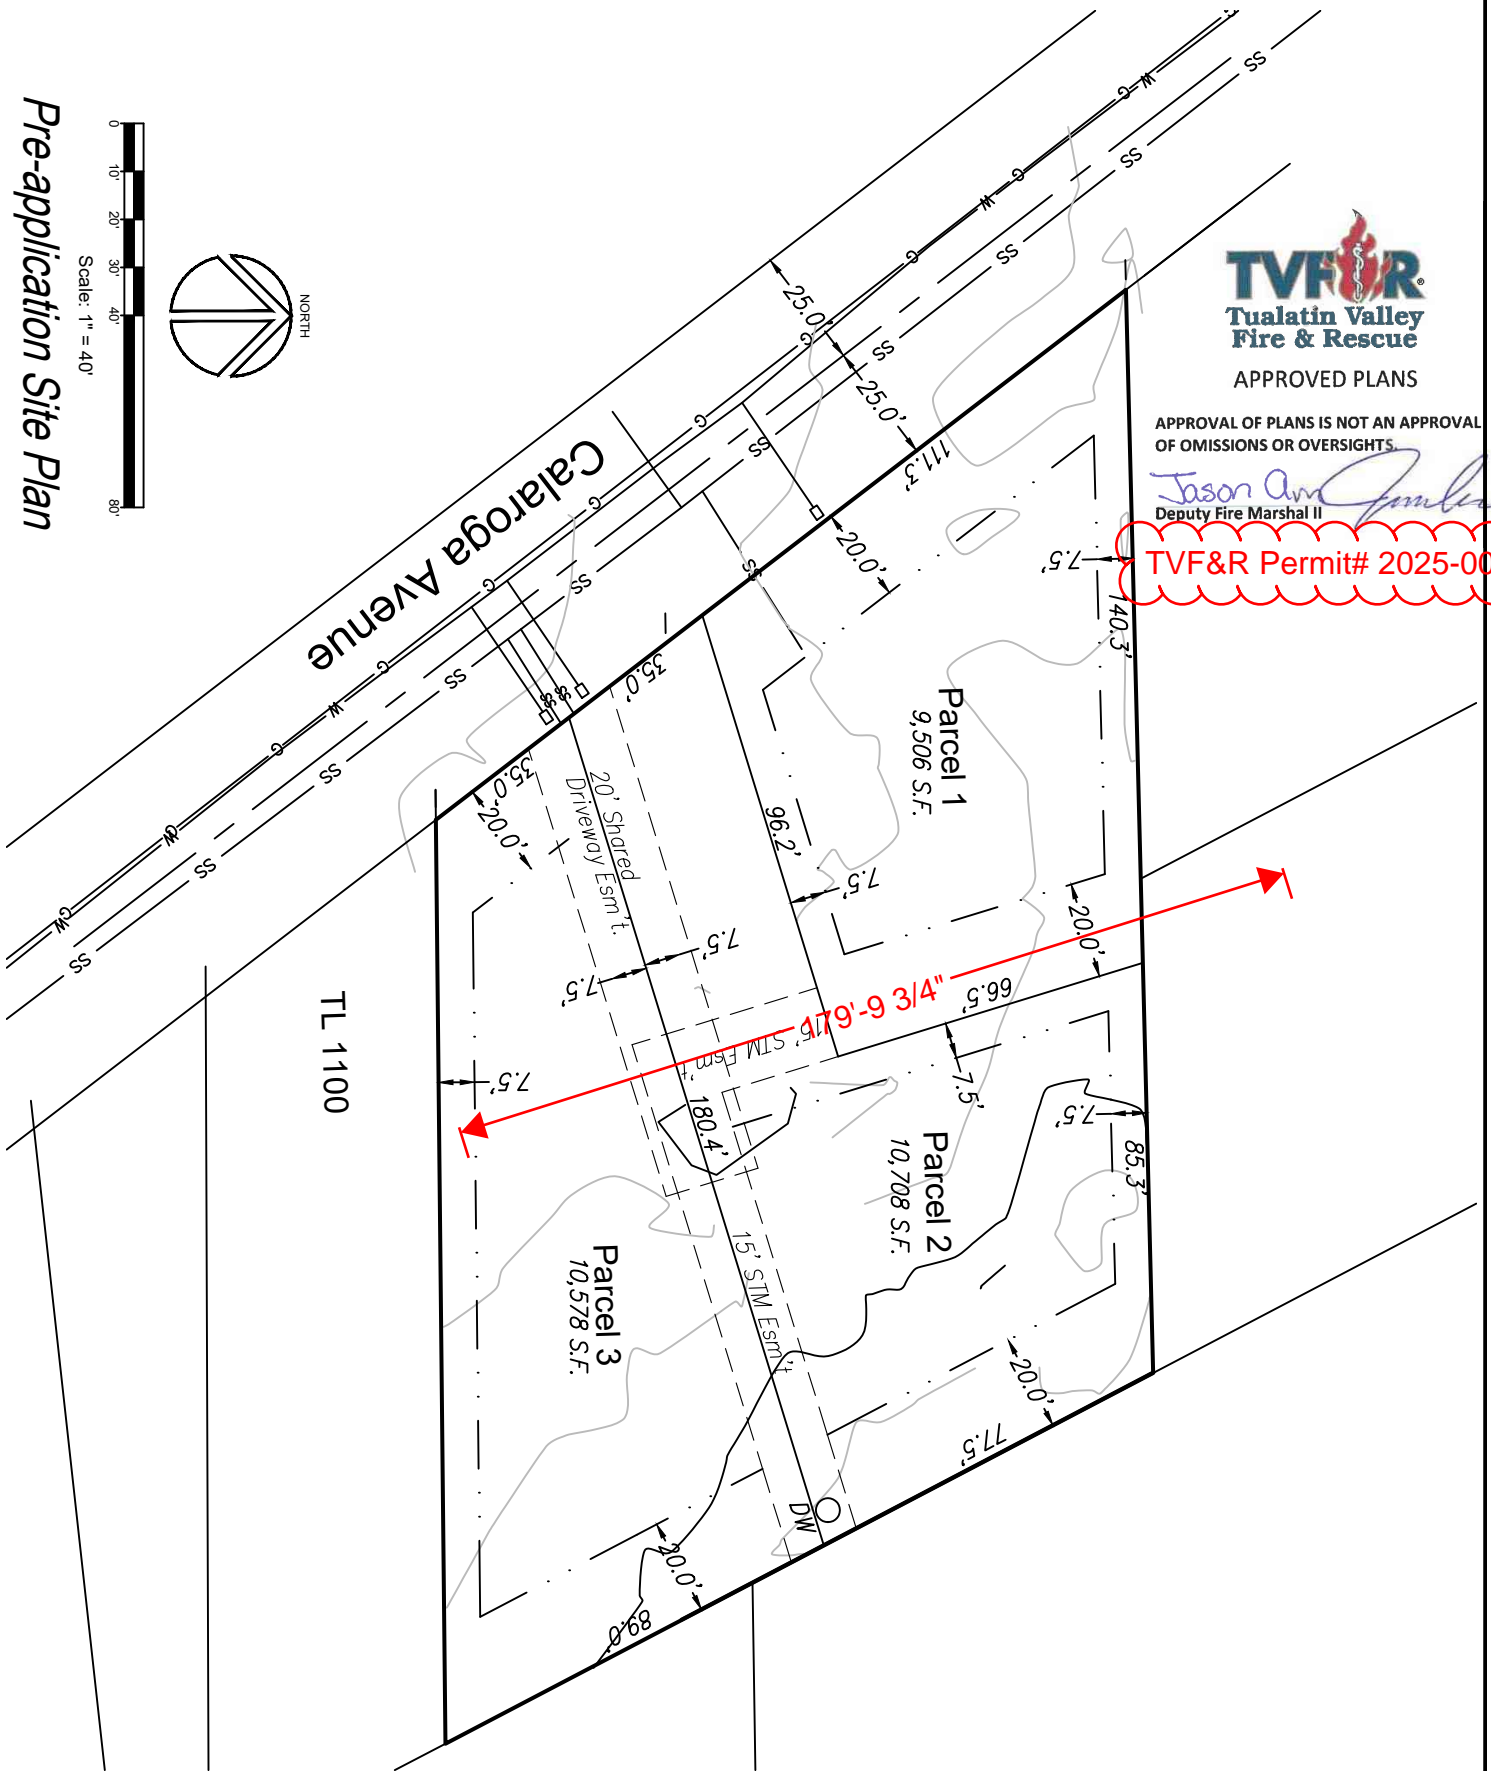 Pre-application Site Plan
0
10'
20'
30'
40'
80'
Scale: 1" = 40'
NORTH
TVF&R
Tualatin Valley
Fire & Rescue
APPROVED PLANS
APPROVAL OF PLANS IS NOT AN APPROVAL
OF OMISSIONS OR OVERSIGHTS.
Jason
Deputy Fire Marshal II
TVF&R Permit# 2025-00
Calaroga Avenue
25.0'
25.0'
111.3'
20.0'
7.5'
140.3'
Parcel 1
9,506 S.F.
35.0'
35.0'
20.0'
20' Shared
Driveway Esm't.
96.2'
7.5'
20.0'
66.5'
179'-9 3/4"
7.5'
7.5'
15' STM Esm't
7.5'
7.5'
180.4'
TL 1100
Parcel 2
10,708 S.F.
7.5'
85.3'
Parcel 3
10,578 S.F.
15' STM Esm't
20.0'
77.5'
DW
20.0'
89.0'
G
W
SS
G
W
SS
G
SS
G
SS
G
SS
SS
G
SS
SS
SS
G
SS
W
G
SS
W
SS
W
G
SS